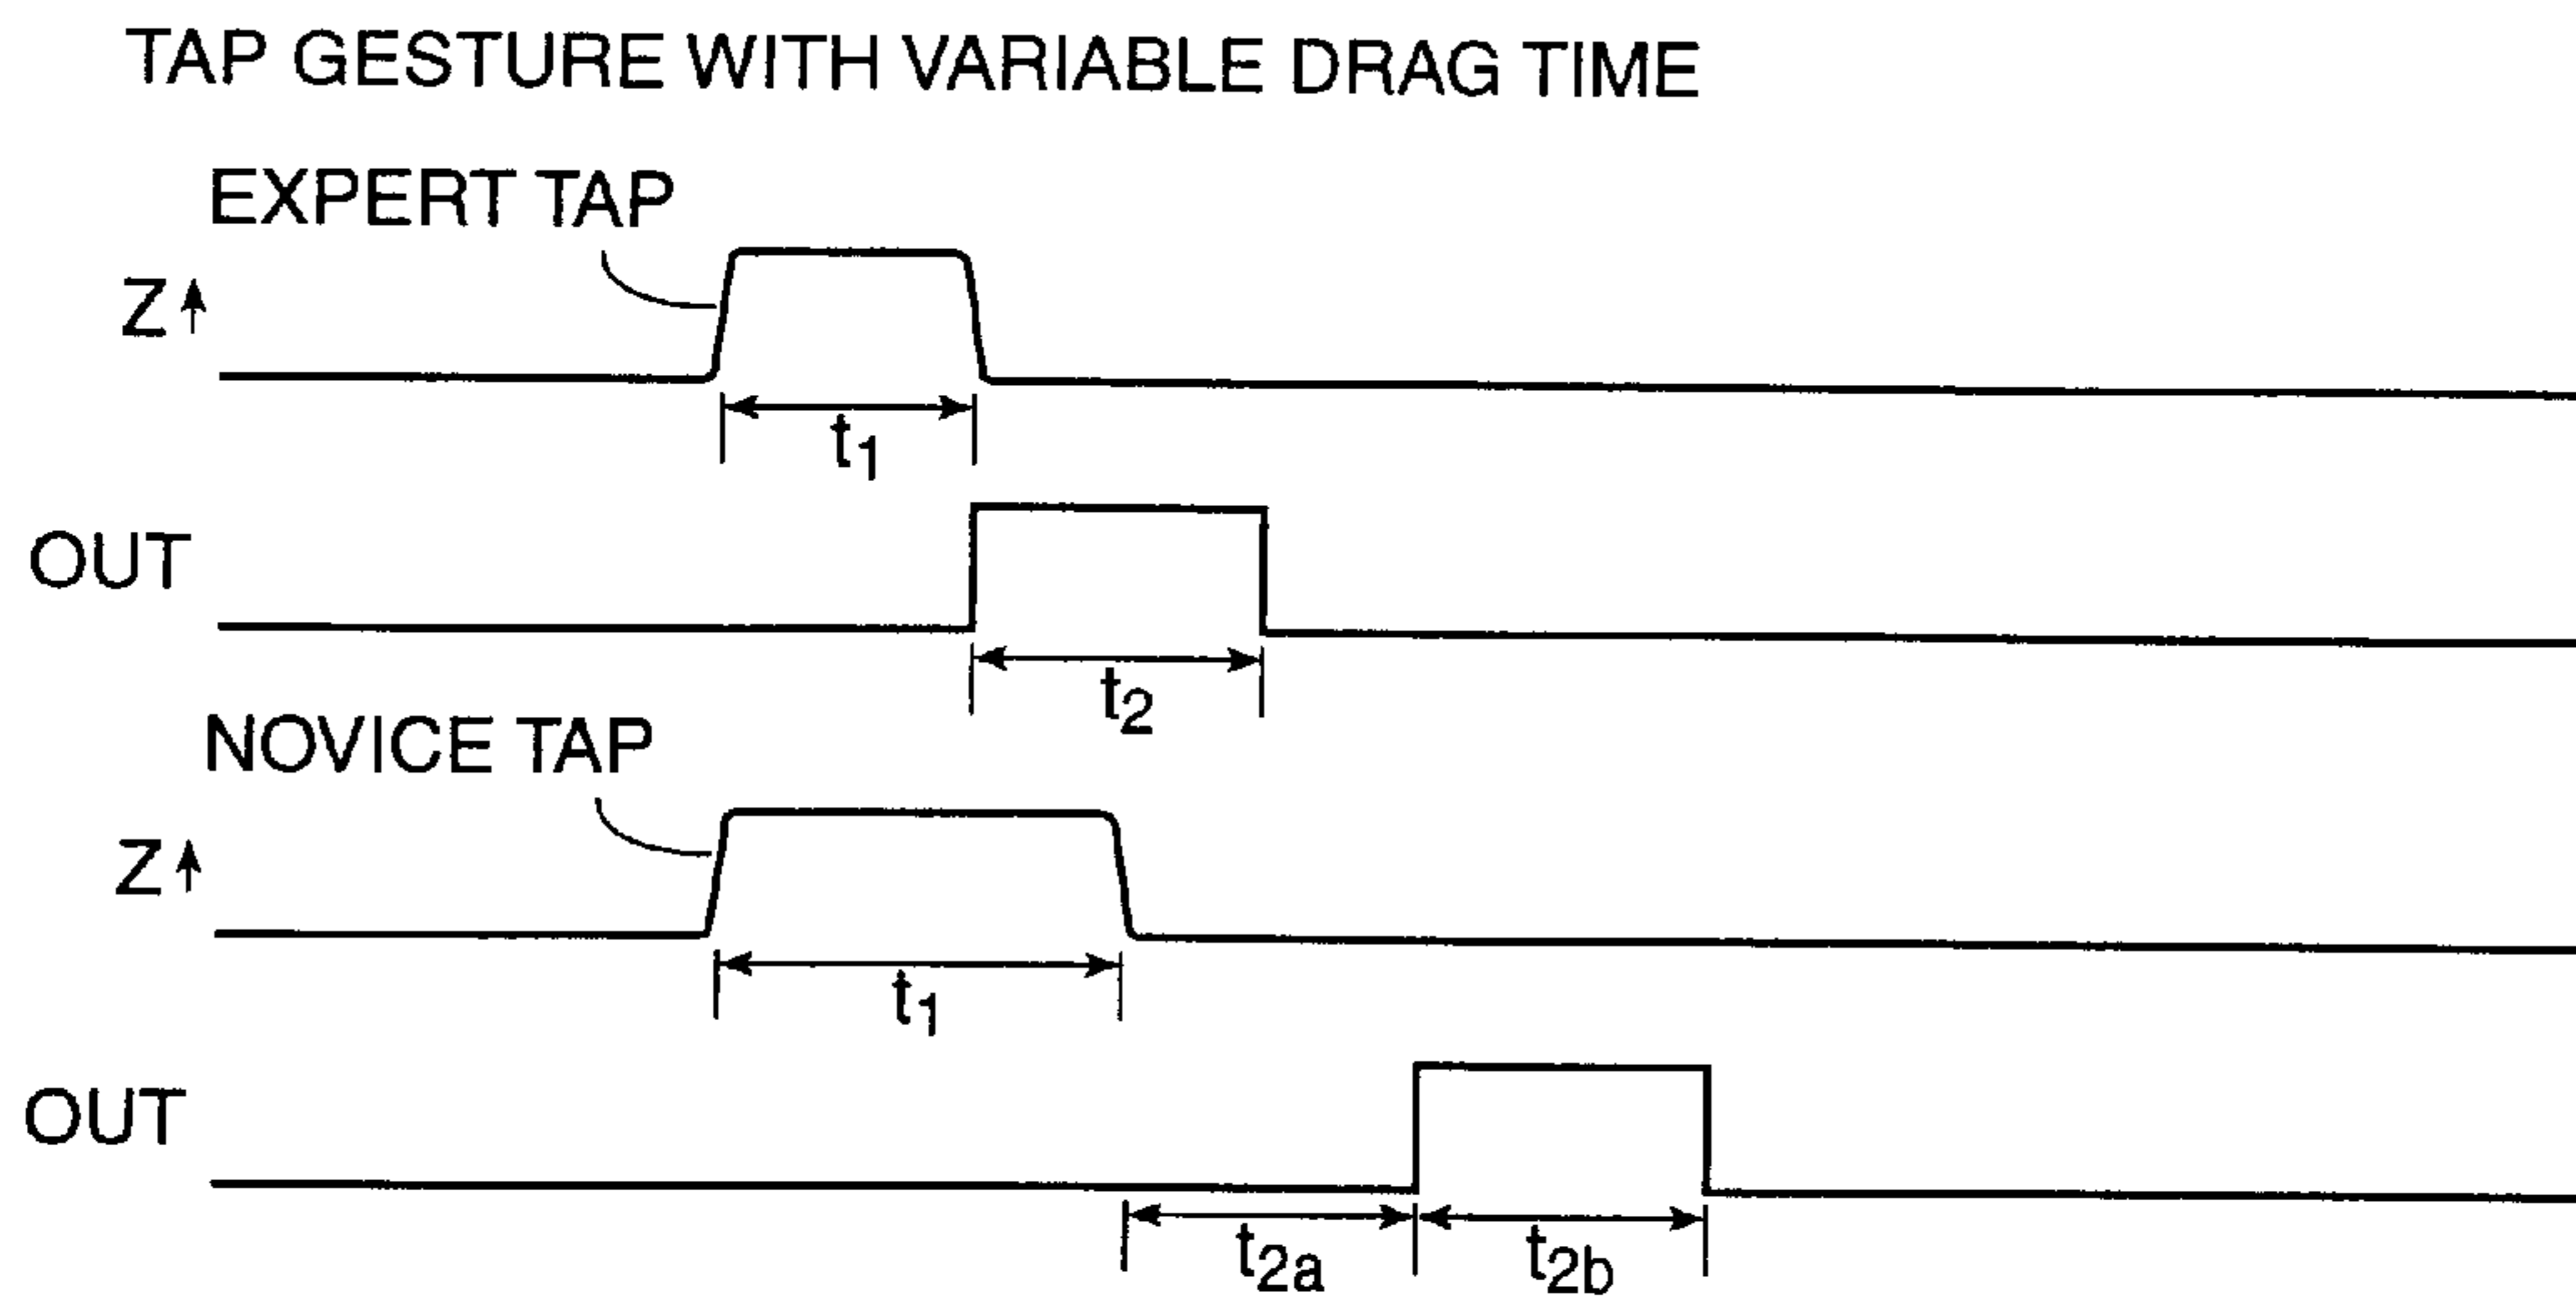 TAP GESTURE WITH VARIABLE DRAG TIME
EXPERT TAP
Z
t1
OUT
t2
NOVICE TAP
Z
t1
OUT
t2a
t2b